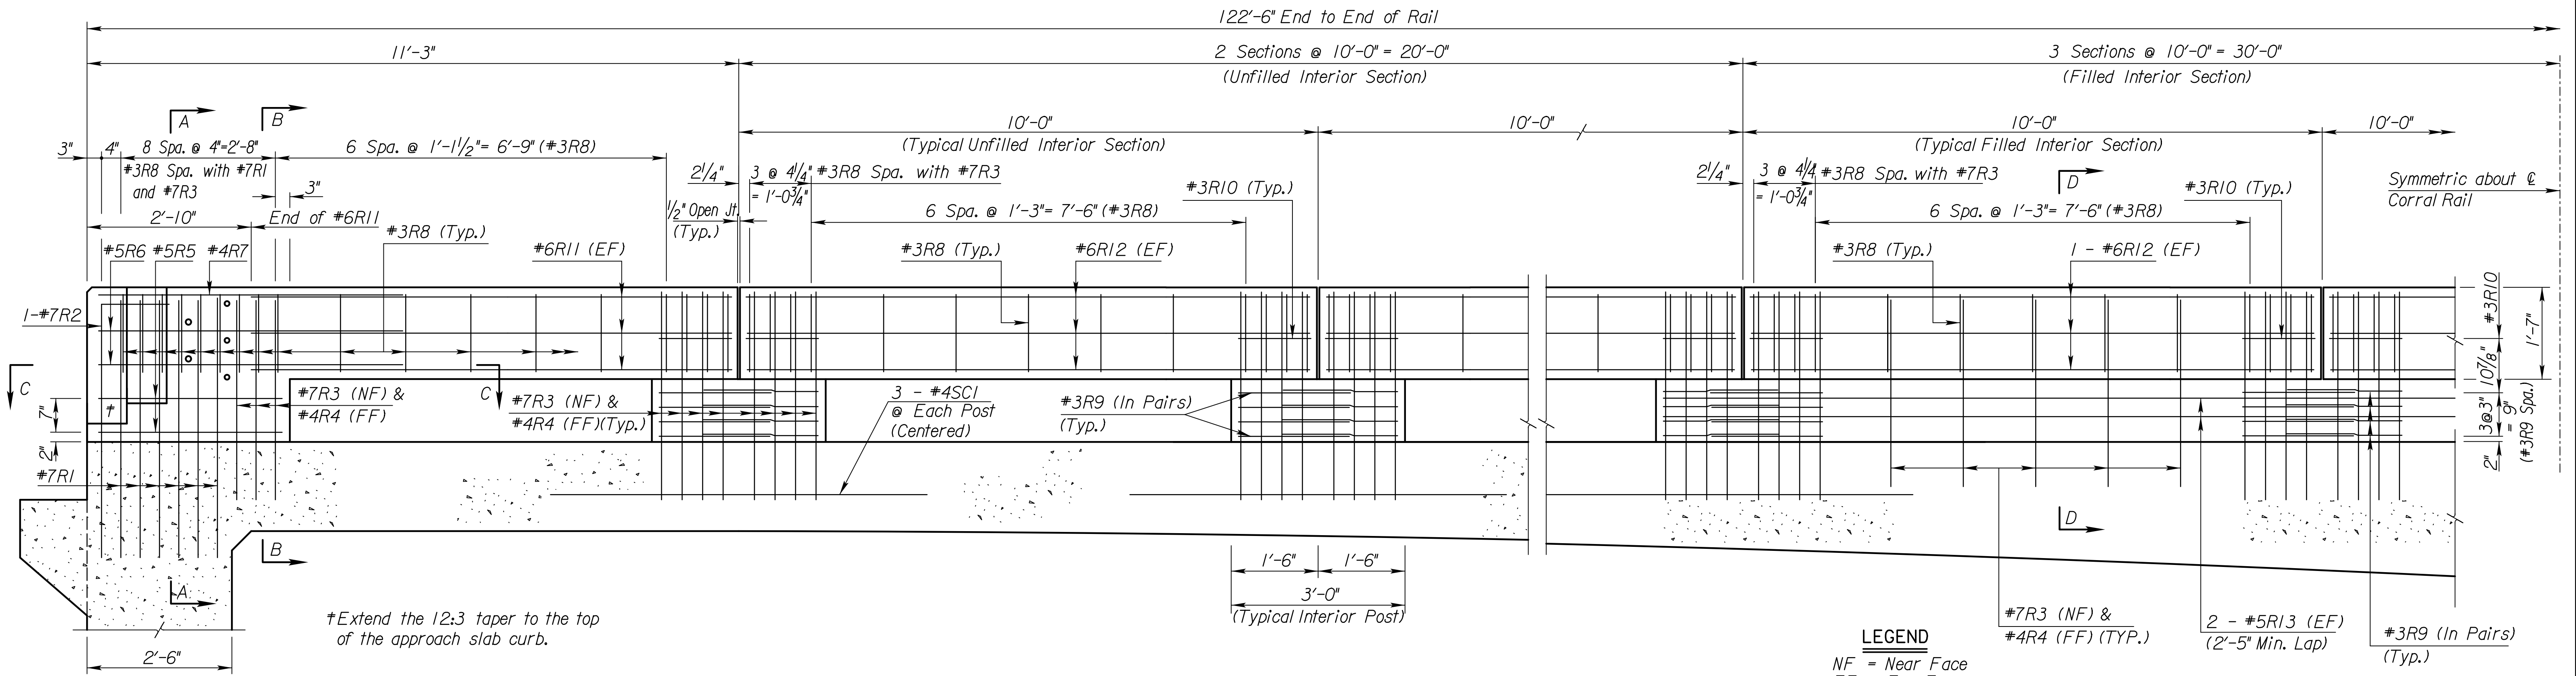 122'-6" End to End of Rail
11'-3"
2 Sections @ 10'-0" = 20'-0"
(Unfilled Interior Section)
3 Sections @ 10'-0" = 30'-0"
(Filled Interior Section)
A
B
10'-0"
(Typical Unfilled Interior Section)
10'-0"
10'-0"
(Typical Filled Interior Section)
10'-0"
3"
4"
8 Spa. @ 4"=2'-8"
#3R8 Spa. with #7R1
and #7R3
3"
6 Spa. @ 1'-1½"= 6'-9" (#3R8)
2¼"
3 @ 4¼"
= 1'-0¾"
#3R8 Spa. with #7R3
½" Open Jt.
(Typ.)
6 Spa. @ 1'-3"= 7'-6" (#3R8)
#3R10 (Typ.)
2¼"
3 @ 4¼
= 1'-0¾"
#3R8 Spa. with #7R3
D
6 Spa. @ 1'-3"= 7'-6" (#3R8)
#3R10 (Typ.)
Symmetric about ℄
Corral Rail
2'-10"
End of #6R11
#5R6
#5R5
#4R7
#3R8 (Typ.)
#6R11 (EF)
#3R8 (Typ.)
#6R12 (EF)
#3R8 (Typ.)
1 - #6R12 (EF)
1-#7R2
C
C
#7R3 (NF) &
#4R4 (FF)
#7R3 (NF) &
#4R4 (FF)(Typ.)
3 - #4SC1
@ Each Post
(Centered)
#3R9 (In Pairs)
(Typ.)
#3R10
1'-7"
10⅞"
3@3"
= 9"
(#3R9 Spa.)
2"
†
7"
2"
#7R1
B
A
D
1'-6"
1'-6"
3'-0"
(Typical Interior Post)
†Extend the 12:3 taper to the top
of the approach slab curb.
2'-6"
#7R3 (NF) &
#4R4 (FF) (TYP.)
2 - #5R13 (EF)
(2'-5" Min. Lap)
#3R9 (In Pairs)
(Typ.)
LEGEND
NF = Near Face